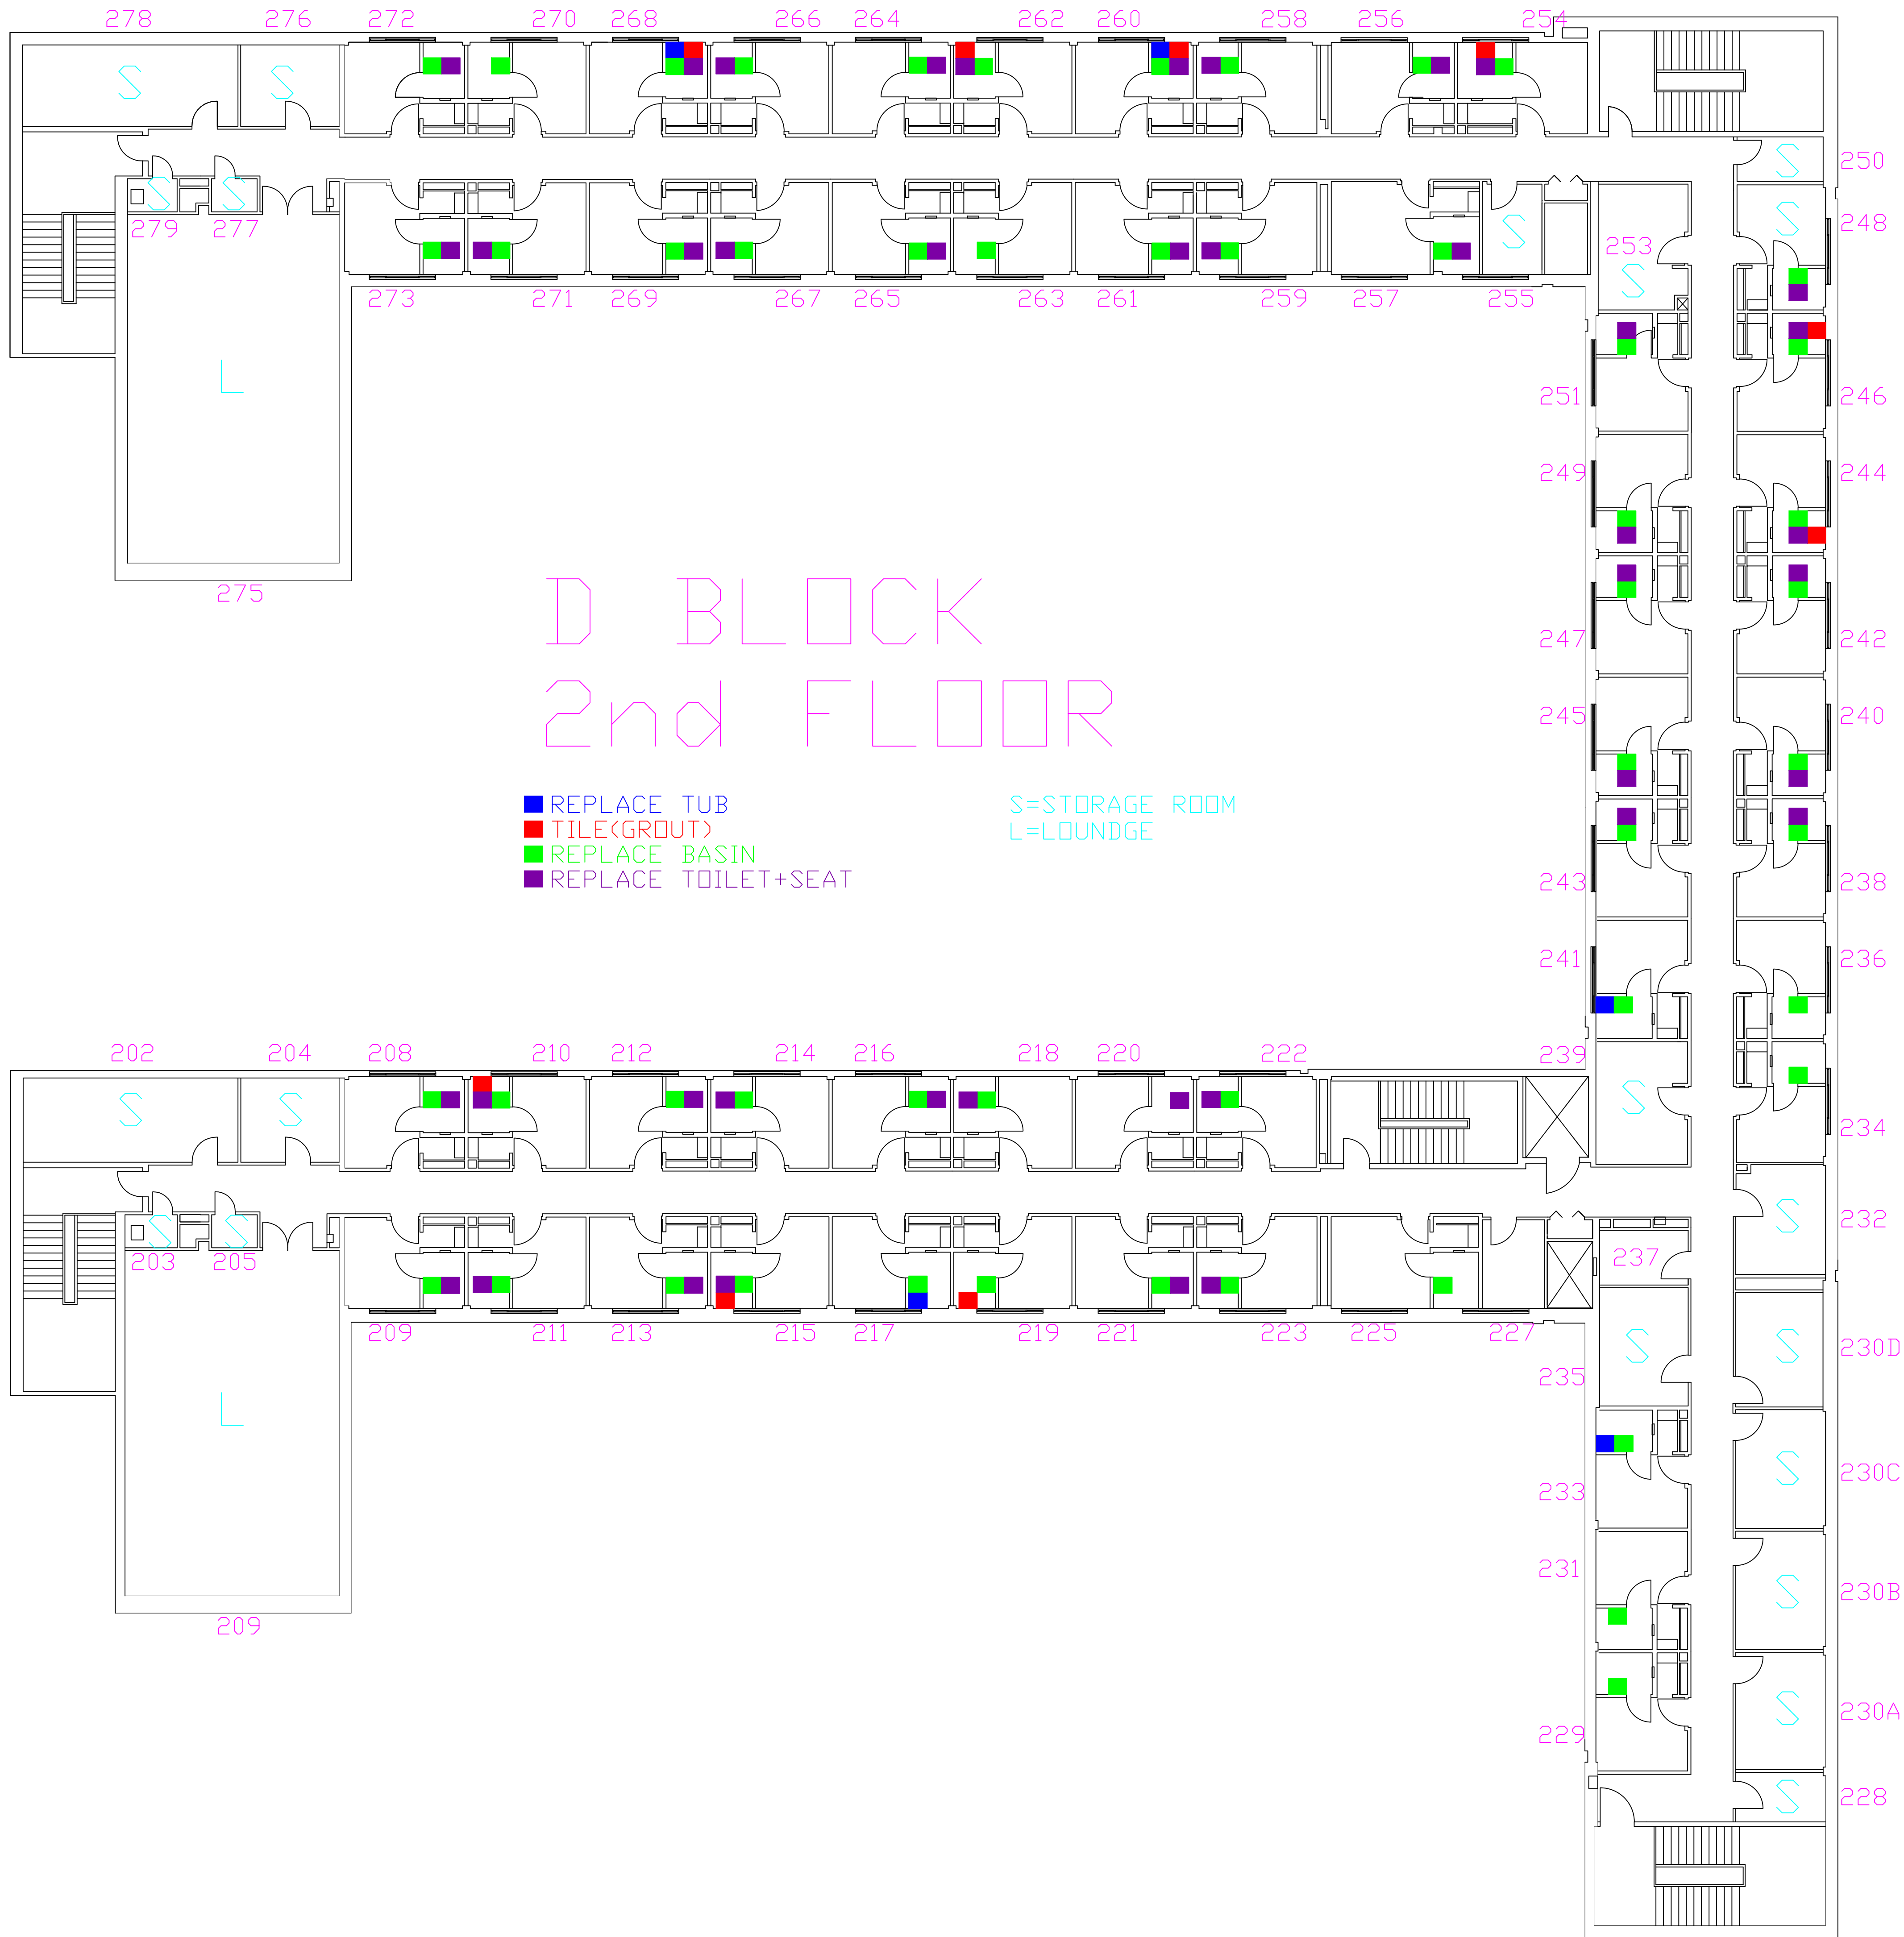 278 276 272 270 268 266 264 262 260 258 256 254
S S
250
S
S S
S
248
279 277
S
253
S
273 271 269 267 265 263 261 259 257 255
L
251 246
249 244
275
D BLOCK
247 242
2nd FLOOR
245 240
REPLACE TUB S=STORAGE ROOM
TILE(GROUT) L=LOUNDGE
REPLACE BASIN
REPLACE TOILET+SEAT
243 238
241 236
202 204 208 210 212 214 216 218 220 222 239
S S S
234
S S S
232
203 205 237
209 211 213 215 217 219 221 223 225 227
S S
230D
235
L
S
230C
233
231
S
230B
209
S
230A
229
S
228